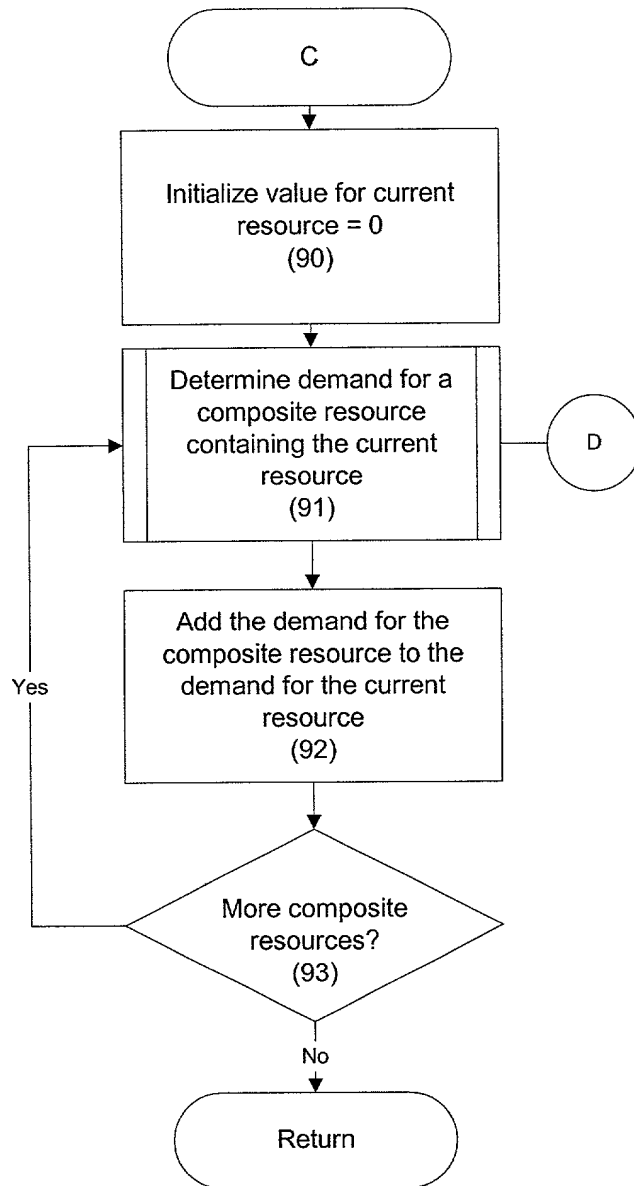 C
Initialize value for current
resource = 0
(90)
Determine demand for a
composite resource
containing the current
resource
(91)
D
Add the demand for the
composite resource to the
demand for the current
resource
(92)
Yes
More composite
resources?
(93)
No
Return